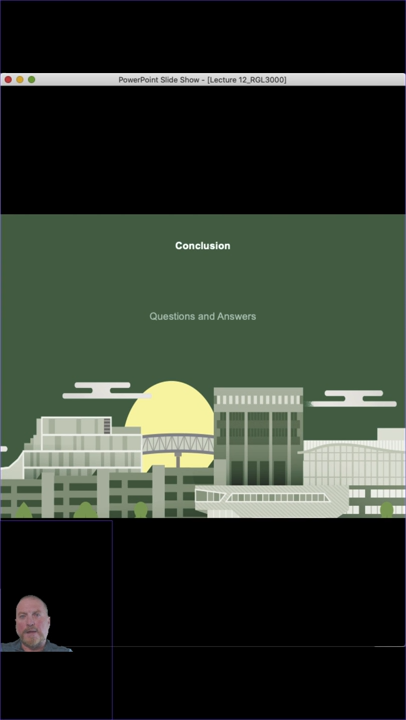 PowerPoint Slide Show - [Lecture 12_RGL3000]
Conclusion
Questions and Answers